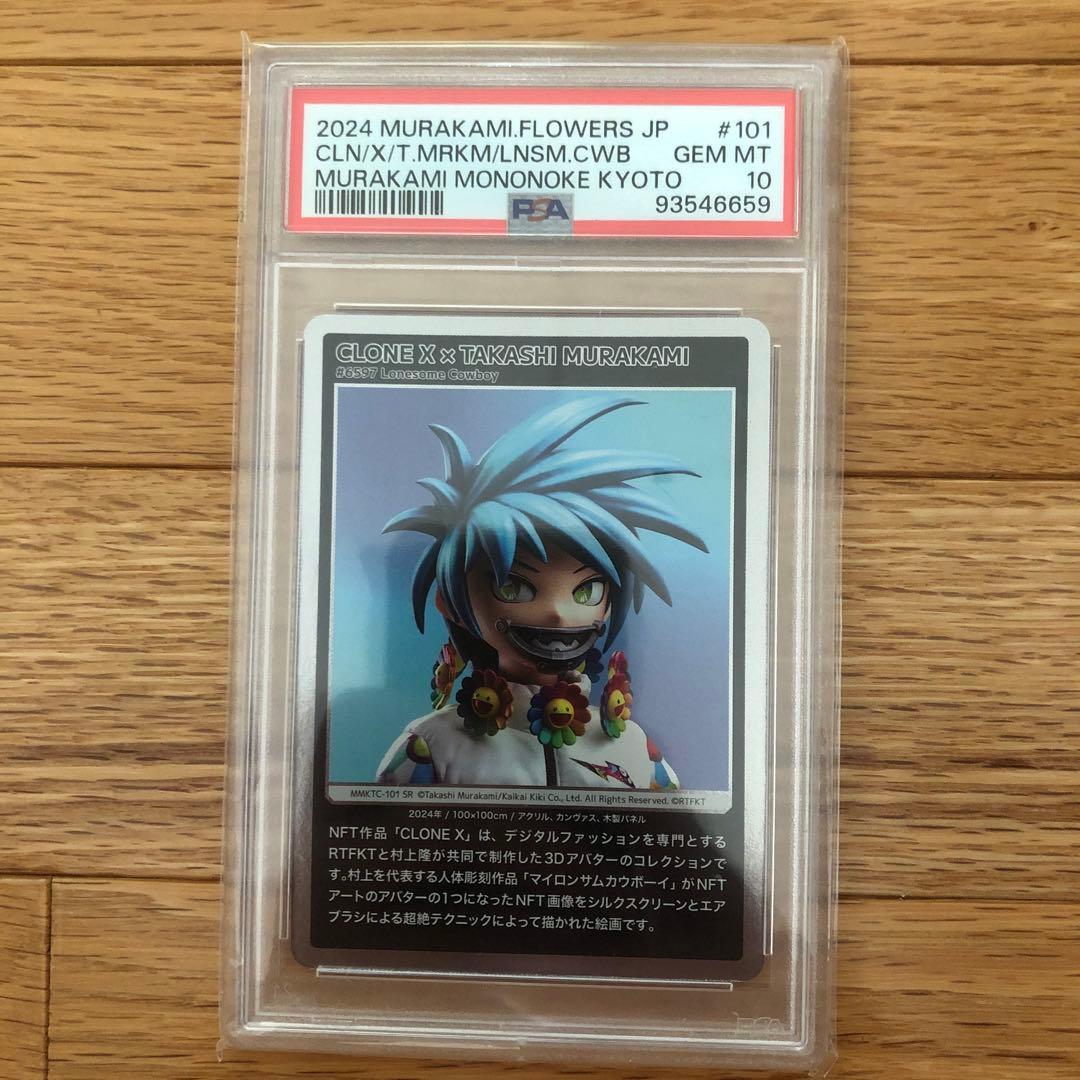 2024 MURAKAMI.FLOWERS JP #101
CLN/X/T.MRKM/LNSM.CWB GEM MT
MURAKAMI MONONOKE KYOTO 10
PSA 93546659
CLONE X × TAKASHI MURAKAMI
#6597 Lonesome Cowboy
MMKTC-101 SR ©Takashi Murakami/Kaikai Kiki Co., Ltd. All Rights Reserved. ©RTFKT
2024年 / 100×100cm / アクリル、カンヴァス、木製パネル
NFT作品「CLONE X」は、デジタルファッションを専門とする
RTFKTと村上隆が共同で制作した3Dアバターのコレクションで
す。村上を代表する人体彫刻作品「マイロンサムカウボーイ」がNFT
アートのアバターの1つになったNFT画像をシルクスクリーンとエア
ブラシによる超絶テクニックによって描かれた絵画です。